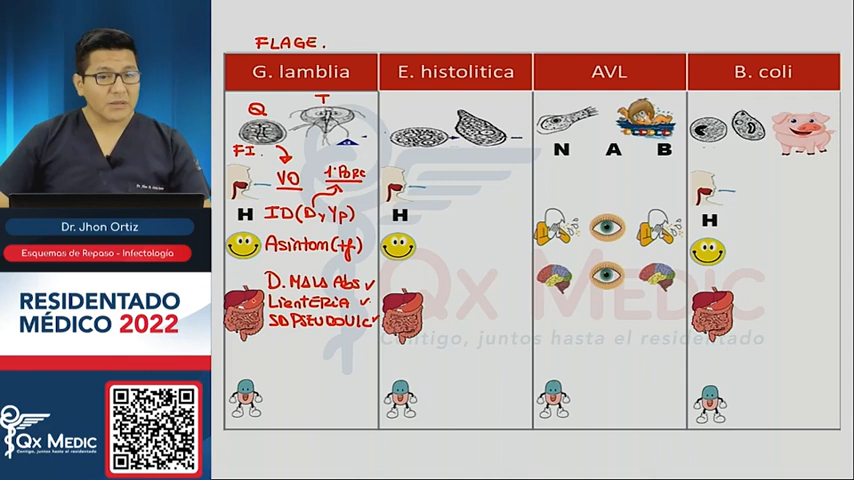 FLAGE.
G. lamblia
E. histolitica
AVL
B. coli
Q
T
FI.
VO
1° Porc
N A B
H
ID (D y Yp)
H
H
Asintom (+f)
D. MALA Abs ✓
LiENTERIA ✓
SD PSEUDOULC ✓
QX MEDIC
Contigo, juntos hasta el residentado
Dr. Jhon Ortiz
Esquemas de Repaso - Infectología
RESIDENTADO
MÉDICO 2022
QX MEDIC
Contigo, juntos hasta el residentado